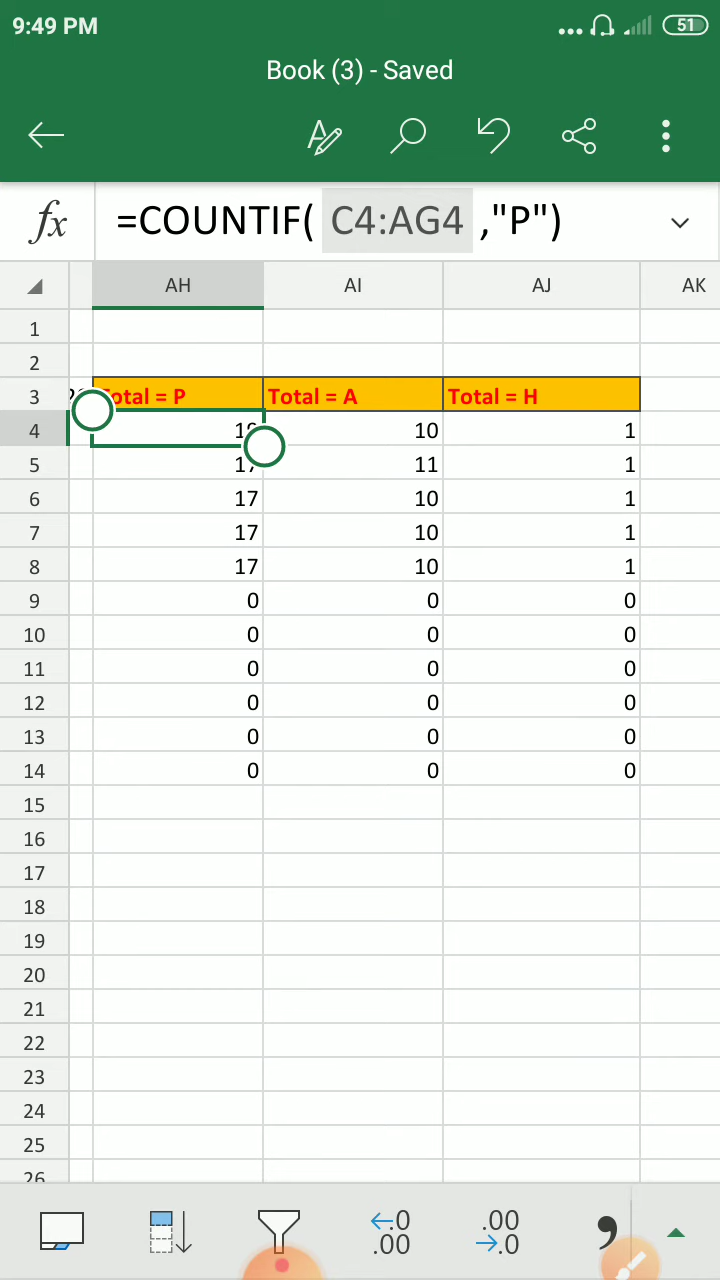 9:49 PM
51
Book (3) - Saved
fx =COUNTIF( C4:AG4 ,"P")
AH AI AJ AK
1
2
3 Total = P Total = A Total = H
4 10 1
5 17 11 1
6 17 10 1
7 17 10 1
8 17 10 1
9 0 0 0
10 0 0 0
11 0 0 0
12 0 0 0
13 0 0 0
14 0 0 0
15
16
17
18
19
20
21
22
23
24
25
26
←.0 .00
.00 →.0
,